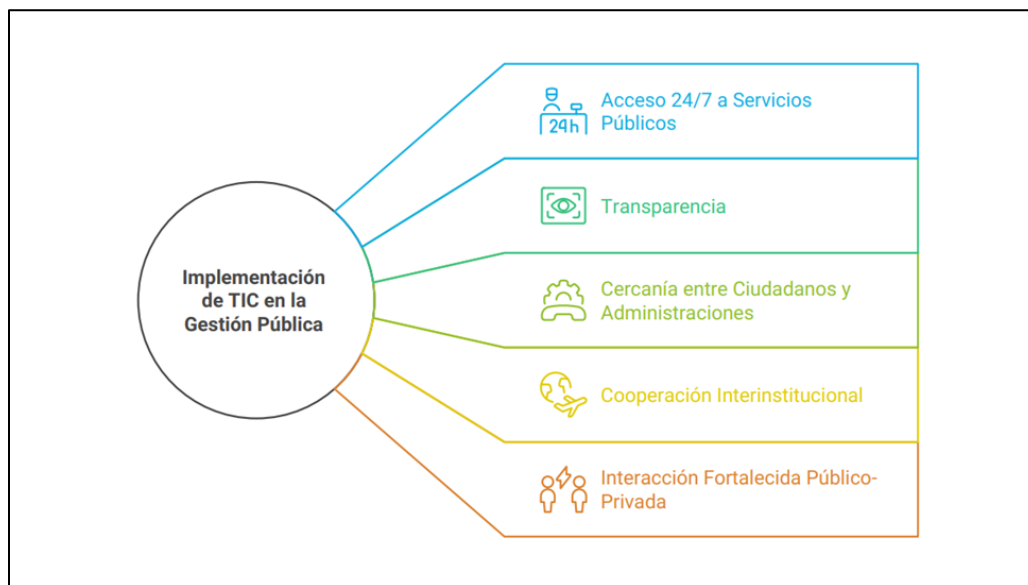 Implementación
de TIC en la
Gestión Pública
24h
Acceso 24/7 a Servicios
Públicos
Transparencia
Cercanía entre Ciudadanos y
Administraciones
Cooperación Interinstitucional
Interacción Fortalecida Público-
Privada